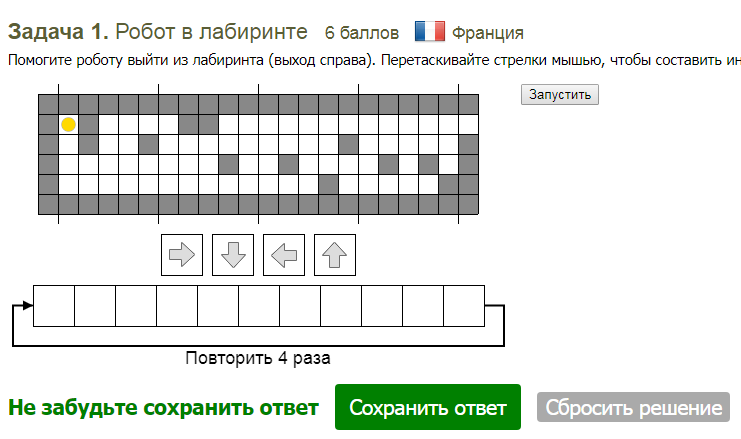 Задача 1. Робот в лабиринте 6 баллов Франция
Помогите роботу выйти из лабиринта (выход справа). Перетаскивайте стрелки мышью, чтобы составить ин
Запустить
Повторить 4 раза
Не забудьте сохранить ответ Сохранить ответ Сбросить решение